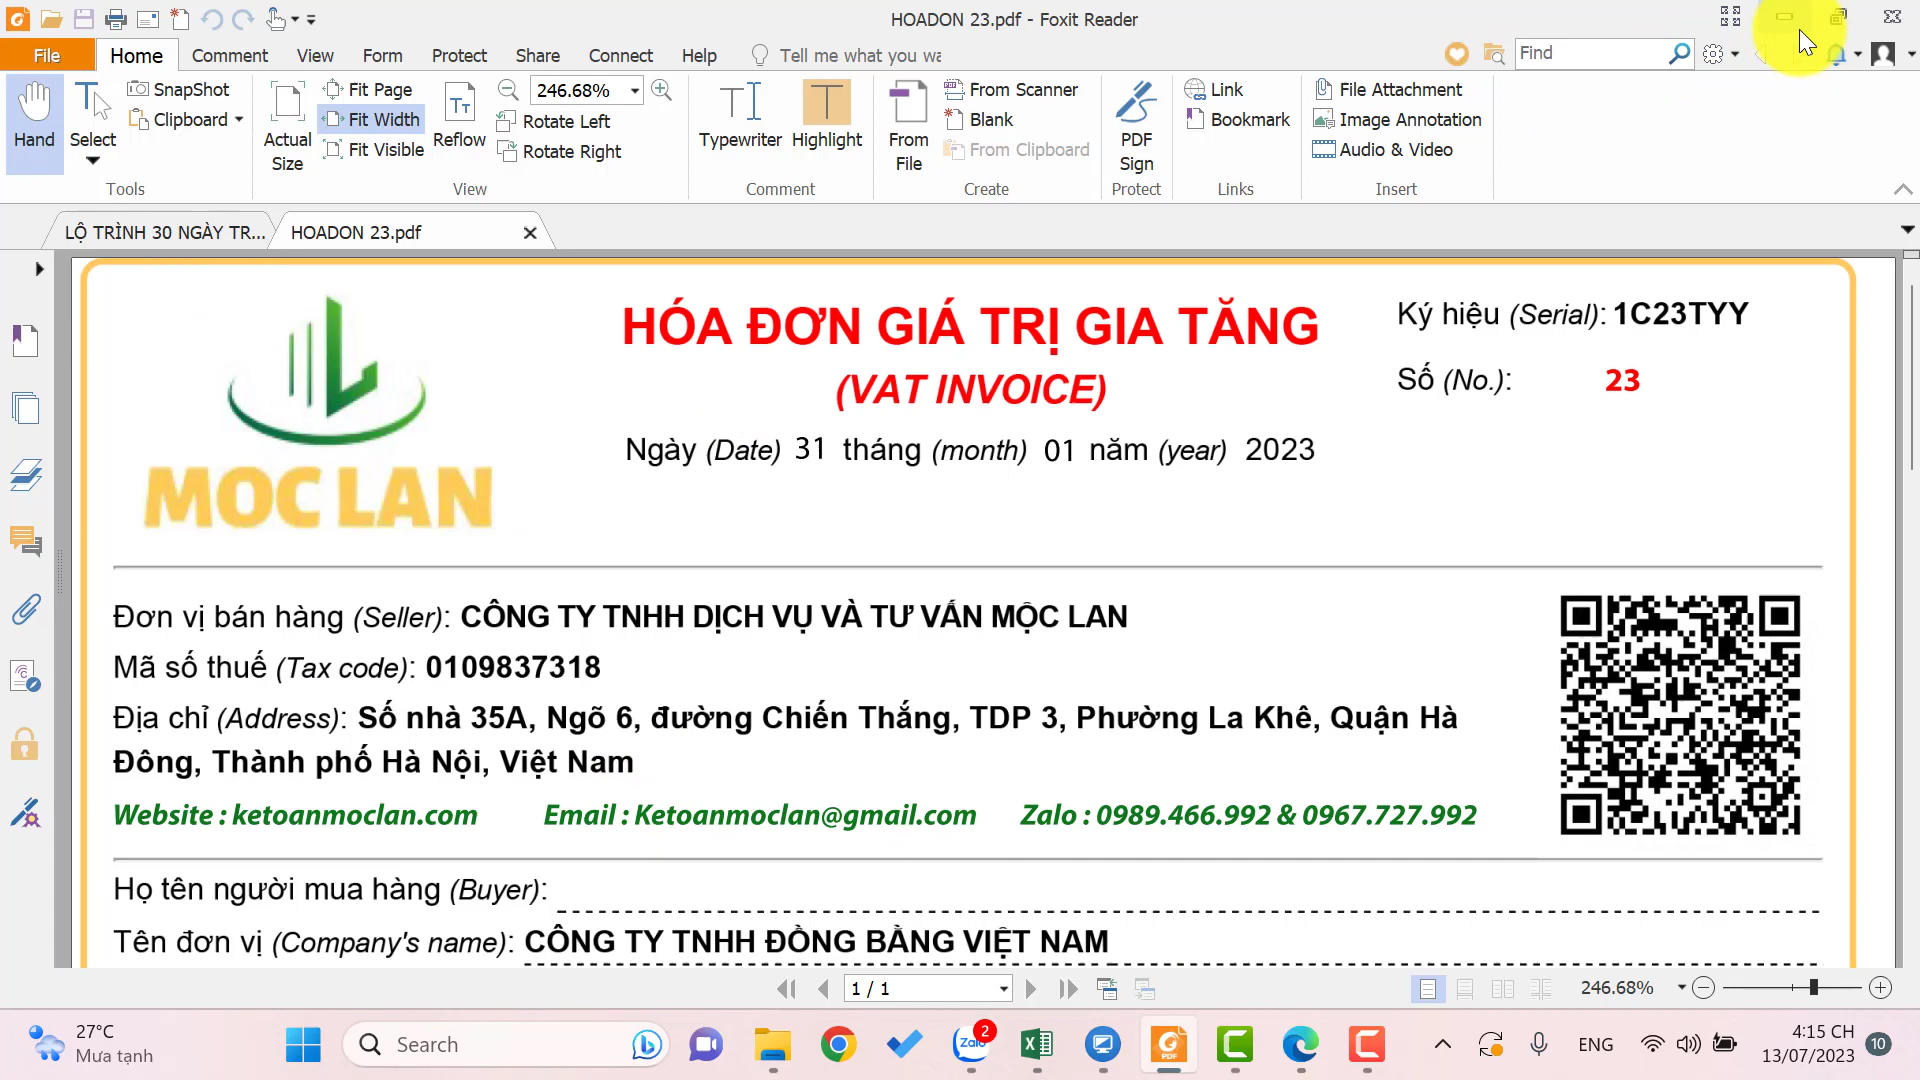 HOADON 23.pdf - Foxit Reader
File Home Comment View Form Protect Share Connect Help Tell me what you wa
Find
Hand
Select
SnapShot
Clipboard
Tools
Actual Size
Fit Page
Fit Width
Fit Visible
Reflow
246.68%
Rotate Left
Rotate Right
View
Typewriter
Highlight
Comment
From File
From Scanner
Blank
From Clipboard
Create
PDF Sign
Protect
Link
Bookmark
Links
File Attachment
Image Annotation
Audio & Video
Insert
LỘ TRÌNH 30 NGÀY TR...
HOADON 23.pdf
MOC LAN
HÓA ĐƠN GIÁ TRỊ GIA TĂNG
(VAT INVOICE)
Ngày (Date) 31 tháng (month) 01 năm (year) 2023
Ký hiệu (Serial): 1C23TYY
Số (No.): 23
Đơn vị bán hàng (Seller): CÔNG TY TNHH DỊCH VỤ VÀ TƯ VẤN MỘC LAN
Mã số thuế (Tax code): 0109837318
Địa chỉ (Address): Số nhà 35A, Ngõ 6, đường Chiến Thắng, TDP 3, Phường La Khê, Quận Hà
Đông, Thành phố Hà Nội, Việt Nam
Website : ketoanmoclan.com Email : Ketoanmoclan@gmail.com Zalo : 0989.466.992 & 0967.727.992
Họ tên người mua hàng (Buyer):
Tên đơn vị (Company's name): CÔNG TY TNHH ĐỒNG BẰNG VIỆT NAM
1 / 1
246.68%
27°C
Mưa tạnh
Search
Zalo
2
PDF
ENG
4:15 CH
13/07/2023
10